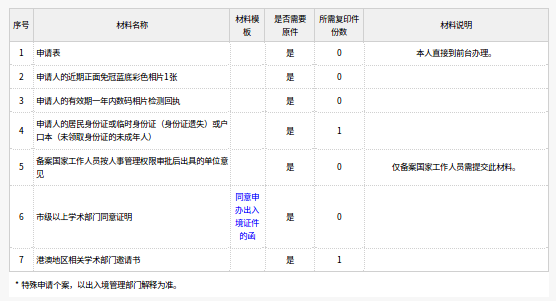 序号 材料名称 材料模板 是否需要原件 所需复印件份数 材料说明
1 申请表 是 0 本人直接到前台办理。
2 申请人的近期正面免冠蓝底彩色相片1张 是 0
3 申请人的有效期一年内数码相片检测回执 是 0
4 申请人的居民身份证或临时身份证（身份证遗失）或户
口本（未领取身份证的未成年人） 是 1
5 备案国家工作人员按人事管理权限审批后出具的单位意
见 是 0 仅备案国家工作人员需提交此材料。
6 市级以上学术部门同意证明 同意申
办出入
境证件
的函 是 0
7 港澳地区相关学术部门邀请书 是 1
* 特殊申请个案，以出入境管理部门解释为准。